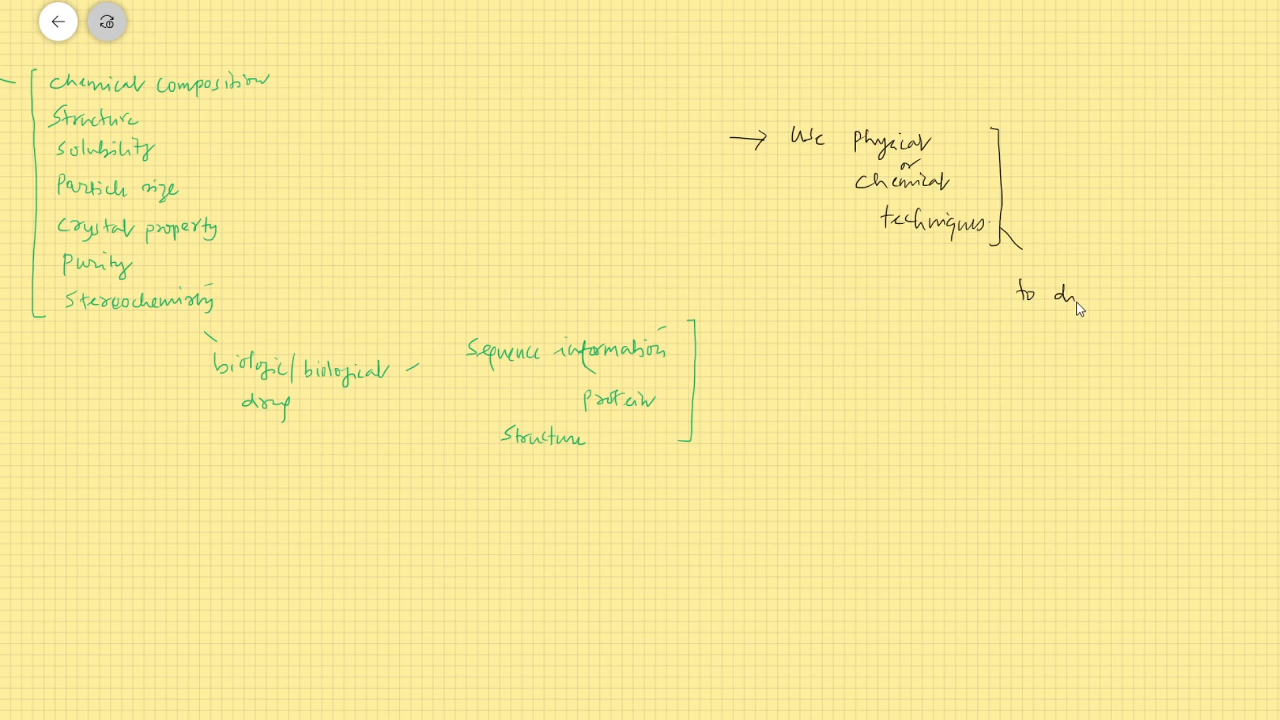 Chemical composition
Structure
Solubility
Particle size
Crystal property
Purity
Stereochemistry
biologic/biological
drug
Sequence information
Protein
Structure
→ Use Physical
or
Chemical
techniques
to